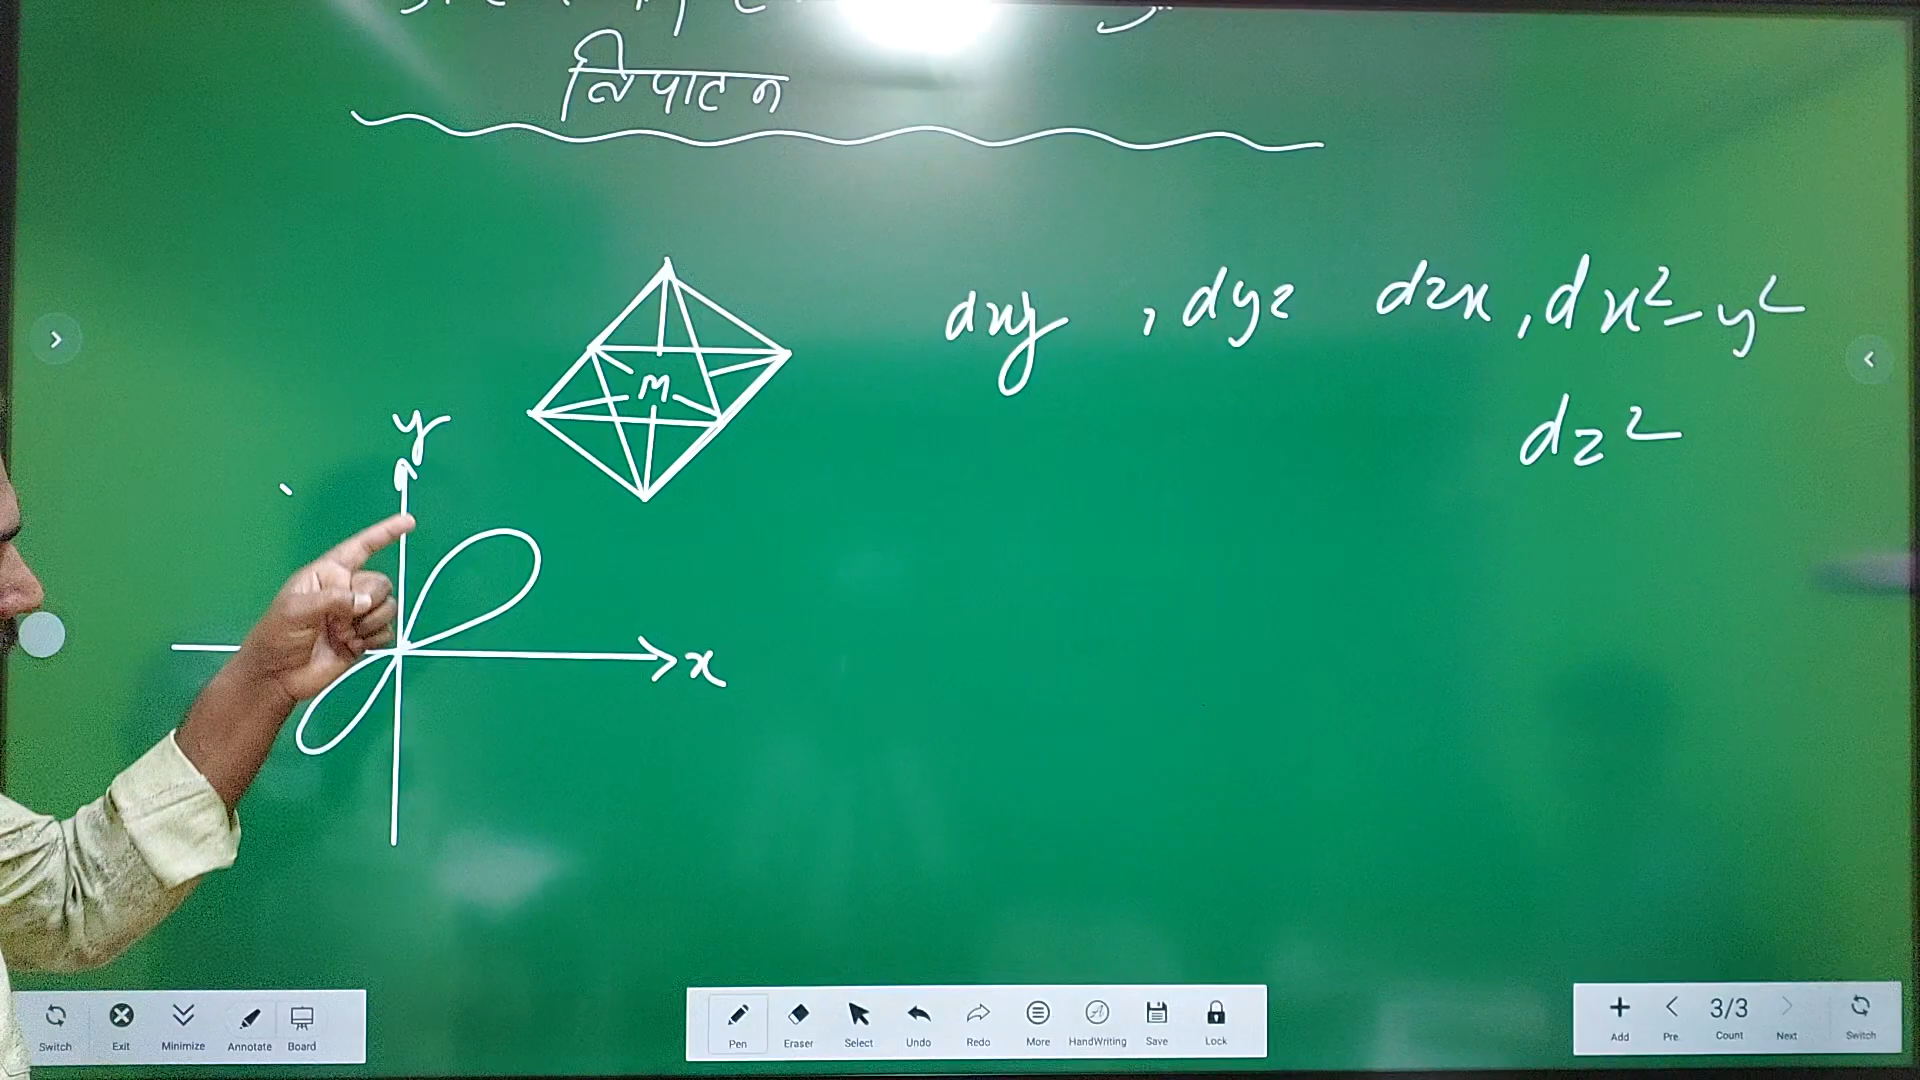 विपाटन
dxy , dyz dzx , dx²-y²
dz²
M
y
x
Switch Exit Minimize Annotate Board
Pen Eraser Select Undo Redo More HandWriting Save Lock
3/3
Add Pre Count Next Switch